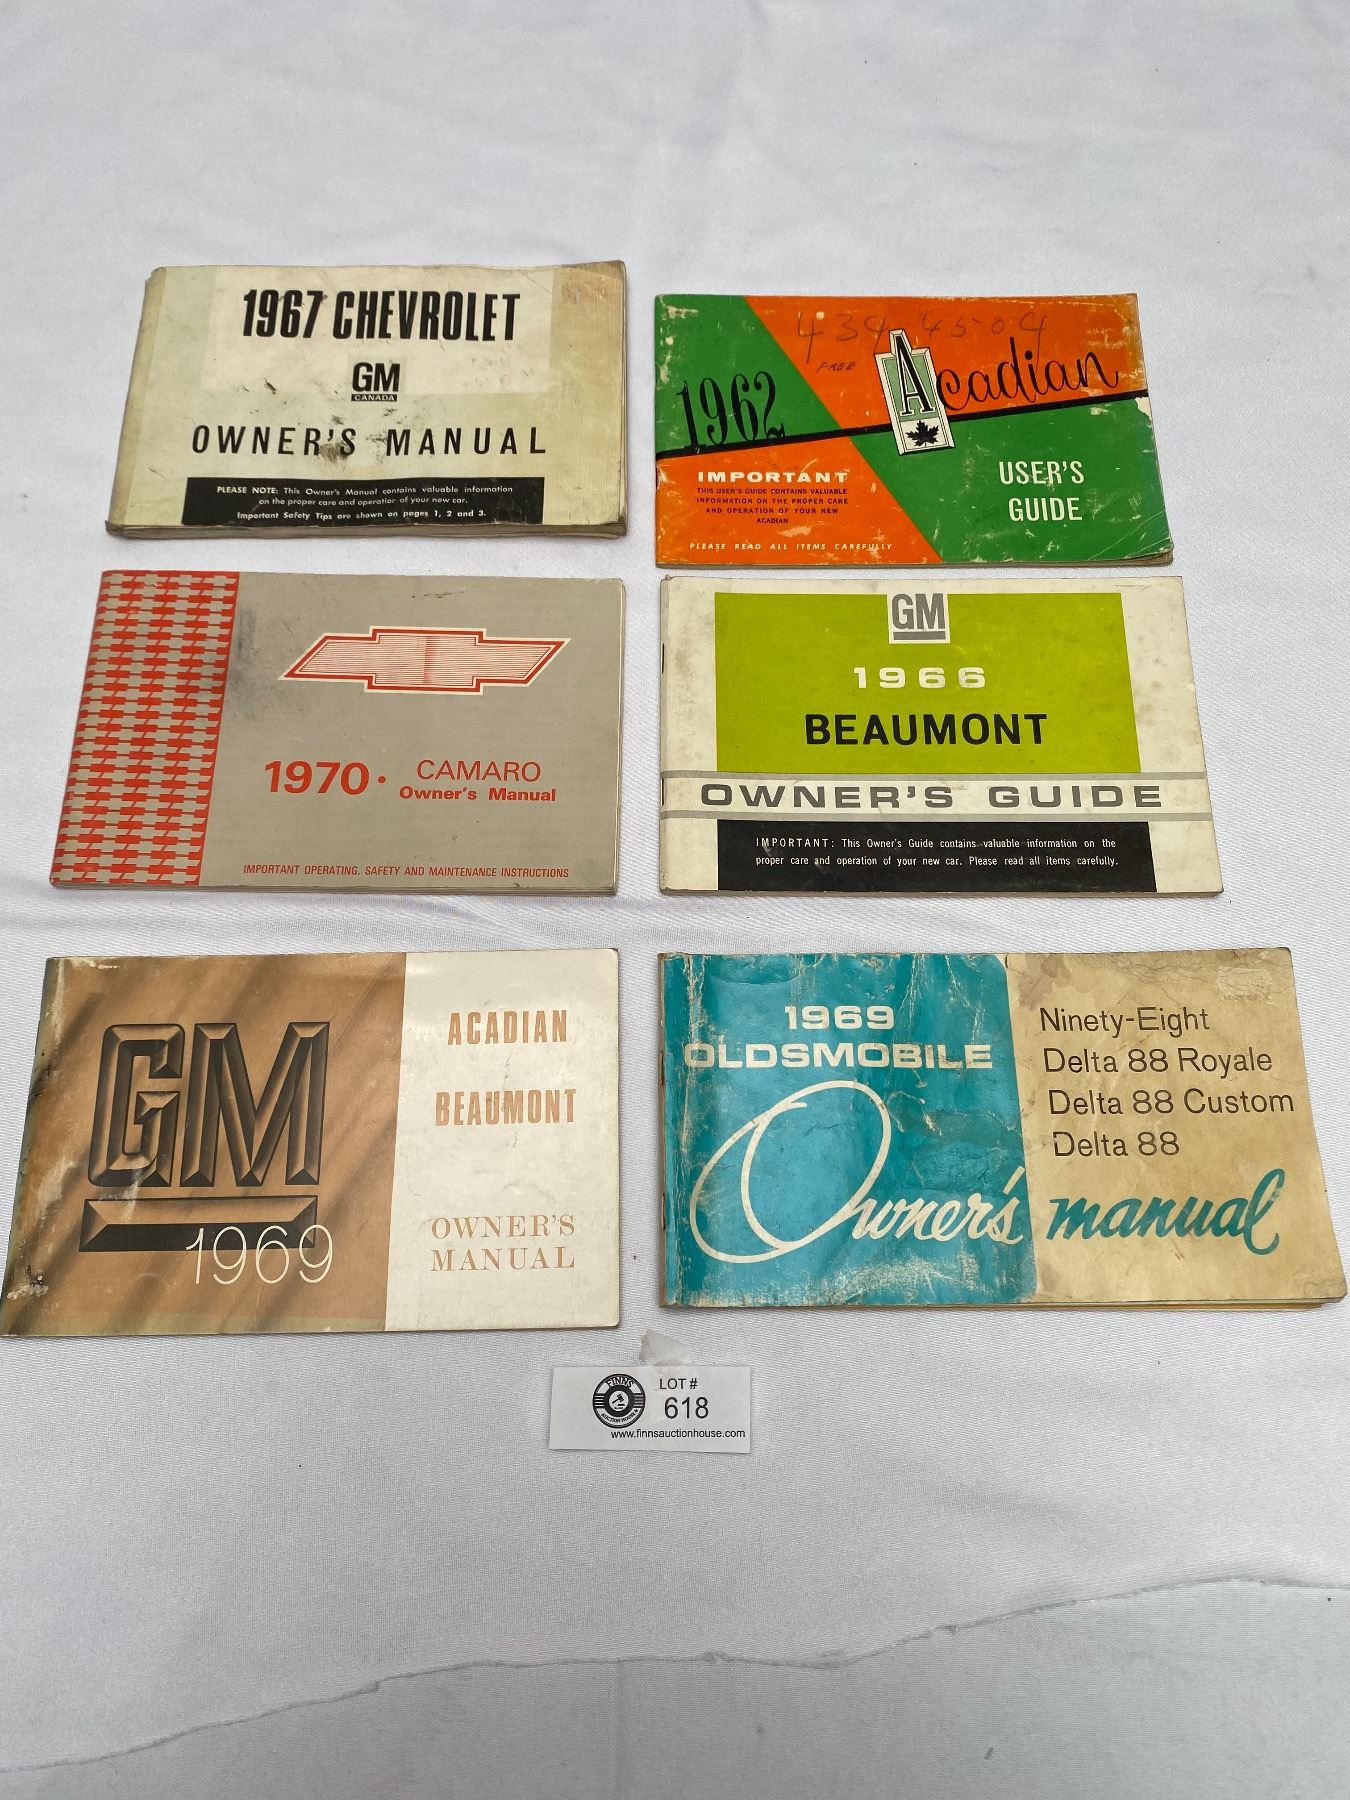 1967 CHEVROLET
GM
CANADA
OWNER'S MANUAL
PLEASE NOTE: This Owner's Manual contains valuable information
on the proper care and operation of your new car.
Important Safety Tips are shown on pages 1, 2 and 3.
434 4504
FREE
1962
Acadian
IMPORTANT
THIS USER'S GUIDE CONTAINS VALUABLE
INFORMATION ON THE PROPER CARE
AND OPERATION OF YOUR NEW
ACADIAN
PLEASE READ ALL ITEMS CAREFULLY
USER'S
GUIDE
1970 • CAMARO
Owner's Manual
IMPORTANT OPERATING, SAFETY AND MAINTENANCE INSTRUCTIONS
GM
1966
BEAUMONT
OWNER'S GUIDE
IMPORTANT: This Owner's Guide contains valuable information on the
proper care and operation of your new car. Please read all items carefully.
GM
1969
ACADIAN
BEAUMONT
OWNER'S
MANUAL
1969
OLDSMOBILE
Owner's manual
Ninety-Eight
Delta 88 Royale
Delta 88 Custom
Delta 88
FINNS
AUCTION HOUSE
LOT #
618
www.finnsauctionhouse.com